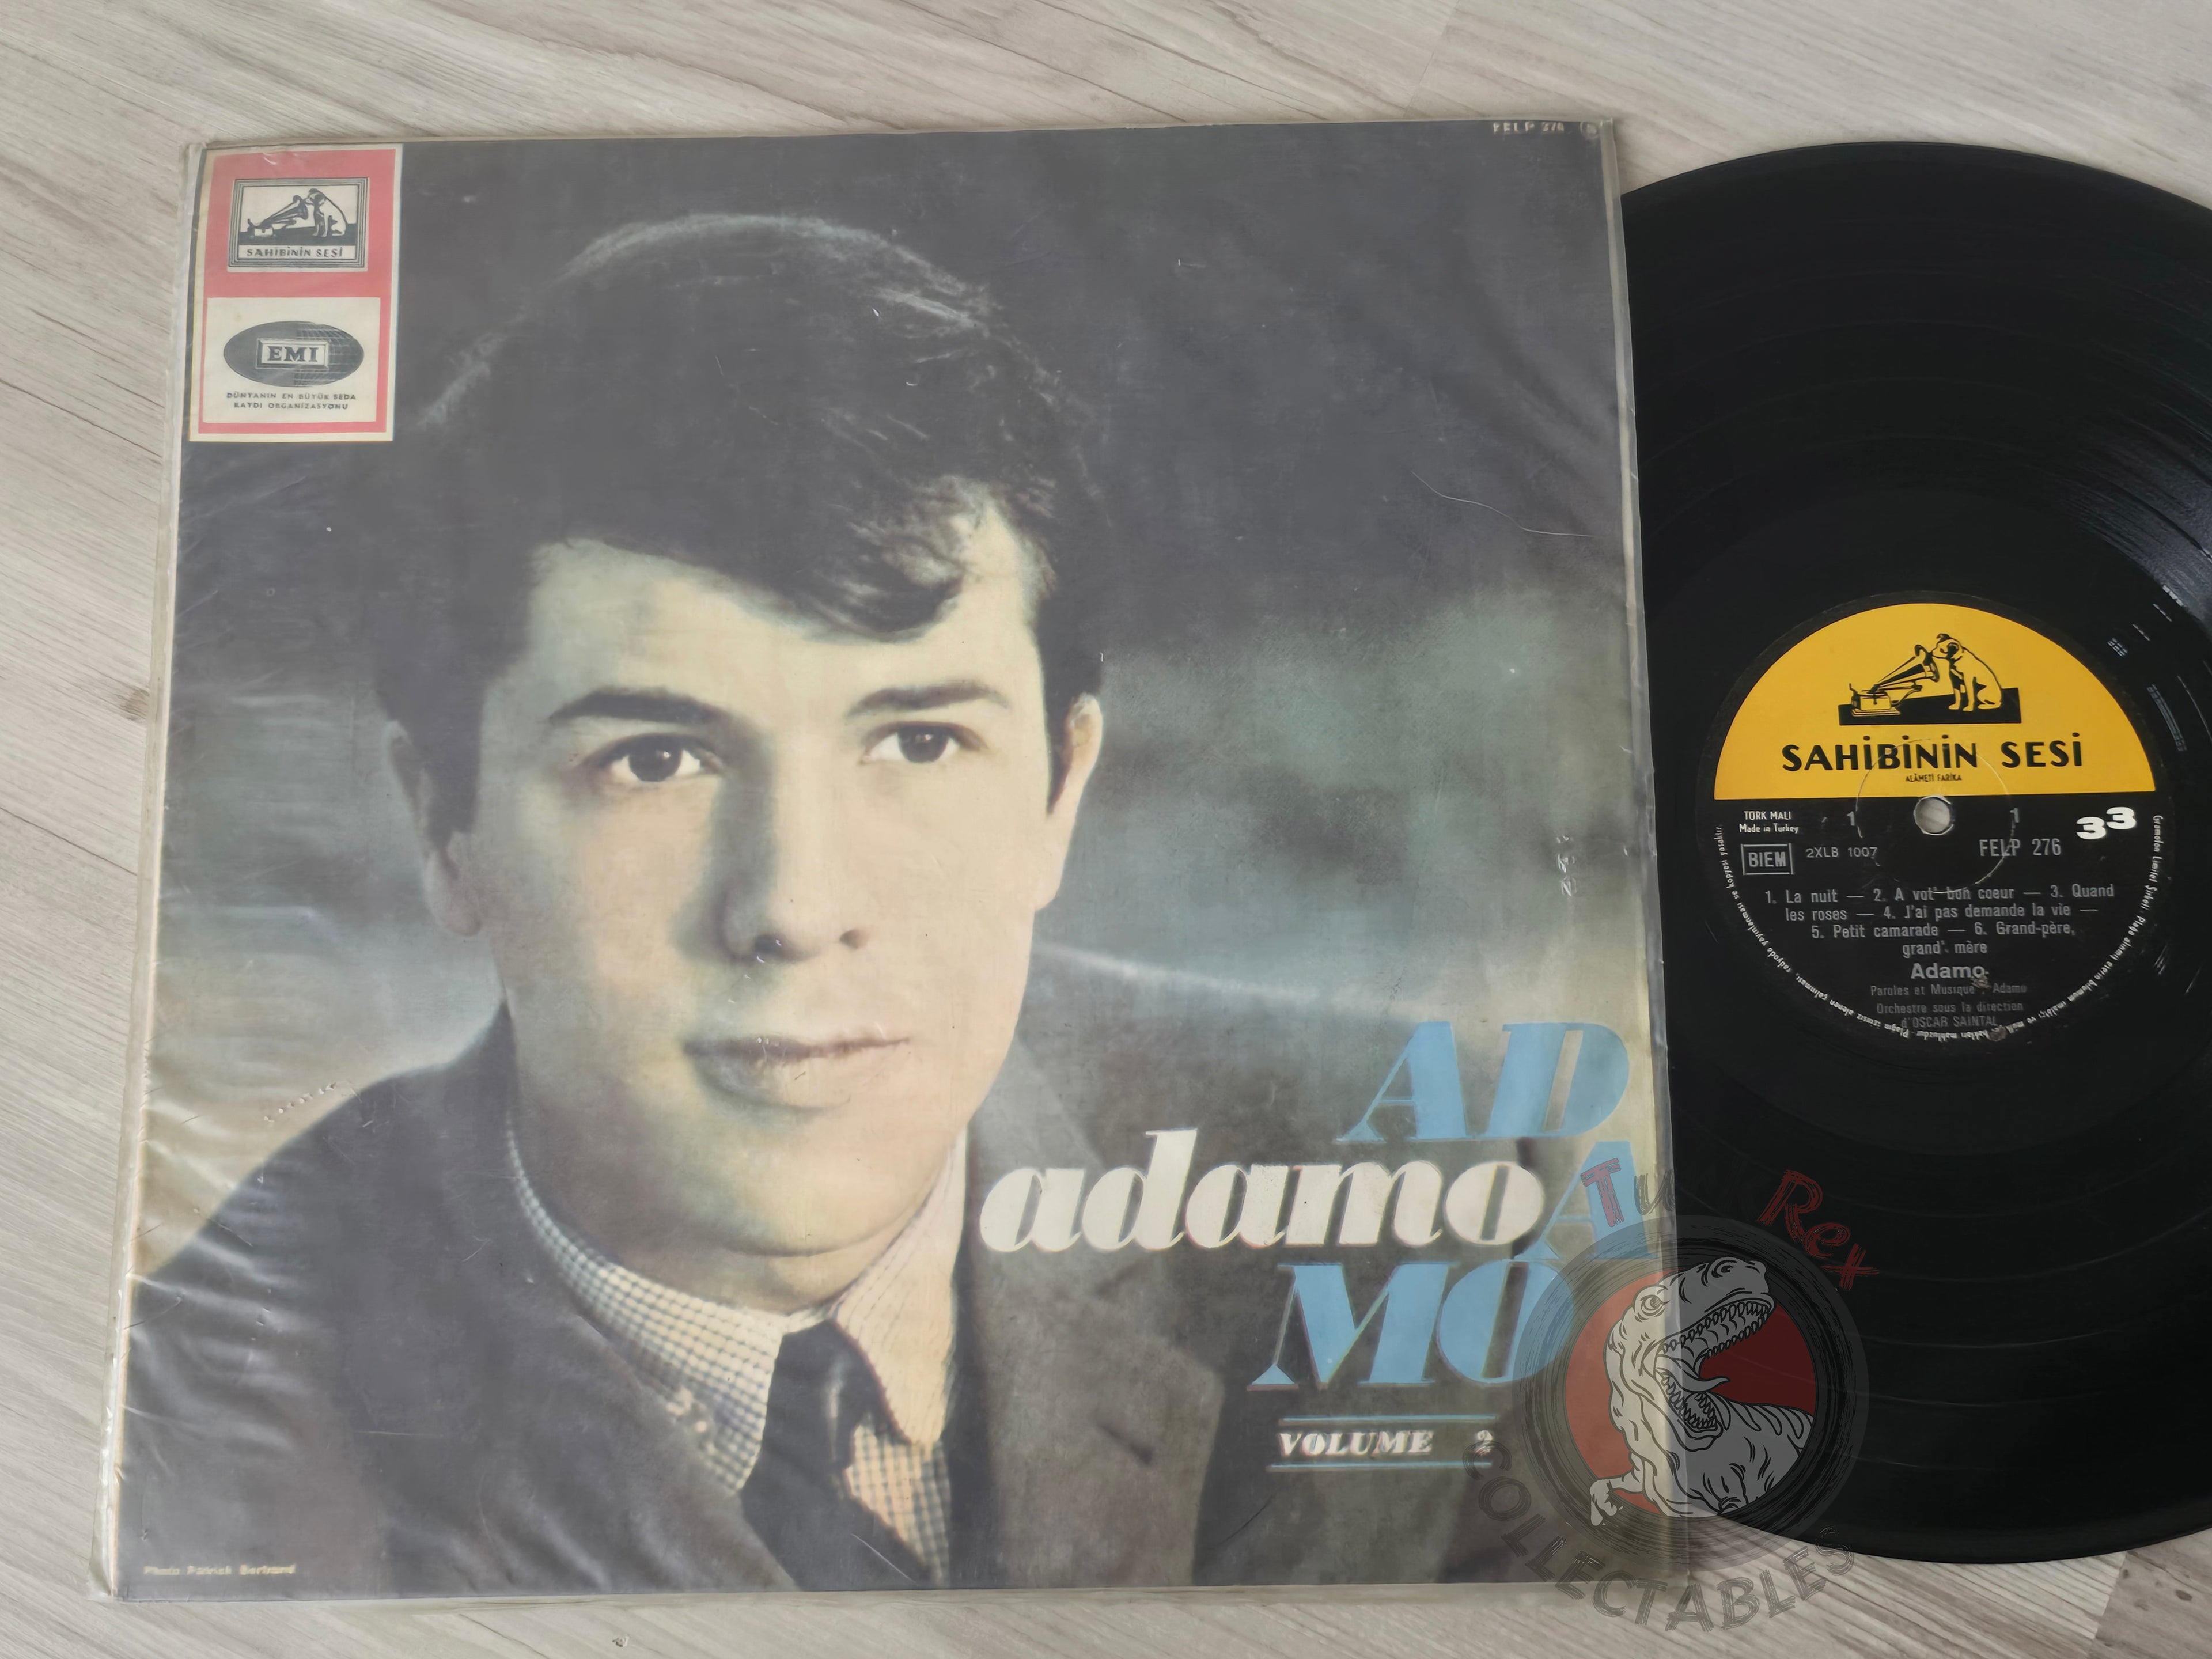 FELP 276
SAHİBİNİN SESİ
EMI
DÜNYANIN EN BÜYÜK SEDA
KAYDI ORGANİZASYONU
AD
adamo A
MO
VOLUME 2
Photo Patrick Bertrand
SAHİBİNİN SESİ
ALÂMETİ FARİKA
TÜRK MALI
Made in Turkey
1 1
33
BIEM
2XLB 1007
FELP 276
1. La nuit — 2. A vot' bon coeur — 3. Quand
les roses — 4. J'ai pas demande la vie —
5. Petit camarade — 6. Grand-père,
grand' mère
Adamo
Paroles et Musique : Adamo
Orchestre sous la direction
d'OSCAR SAINTAL
Gramofon Limitet Şirketi
Rex
COLLECTABLES